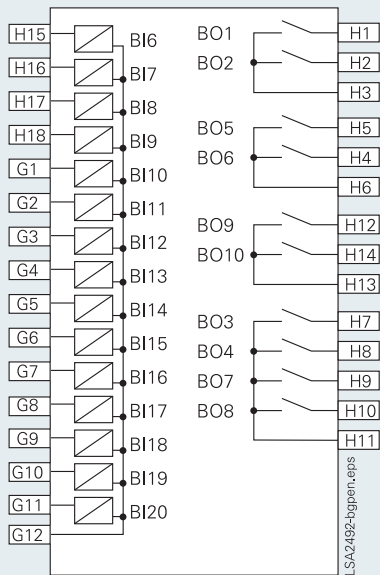 H15 BI6 BO1 H1
H16 BI7 BO2 H2
H17 BI8 H3
H18 BI9 BO5 H5
G1 BI10 BO6 H4
G2 BI11 H6
G3 BI12 BO9 H12
G4 BI13 BO10 H14
G5 BI14 H13
G6 BI15 BO3 H7
G7 BI16 BO4 H8
G8 BI17 BO7 H9
G9 BI18 BO8 H10
G10 BI19 H11
G11 BI20
G12
LSA2492-bgpen.eps